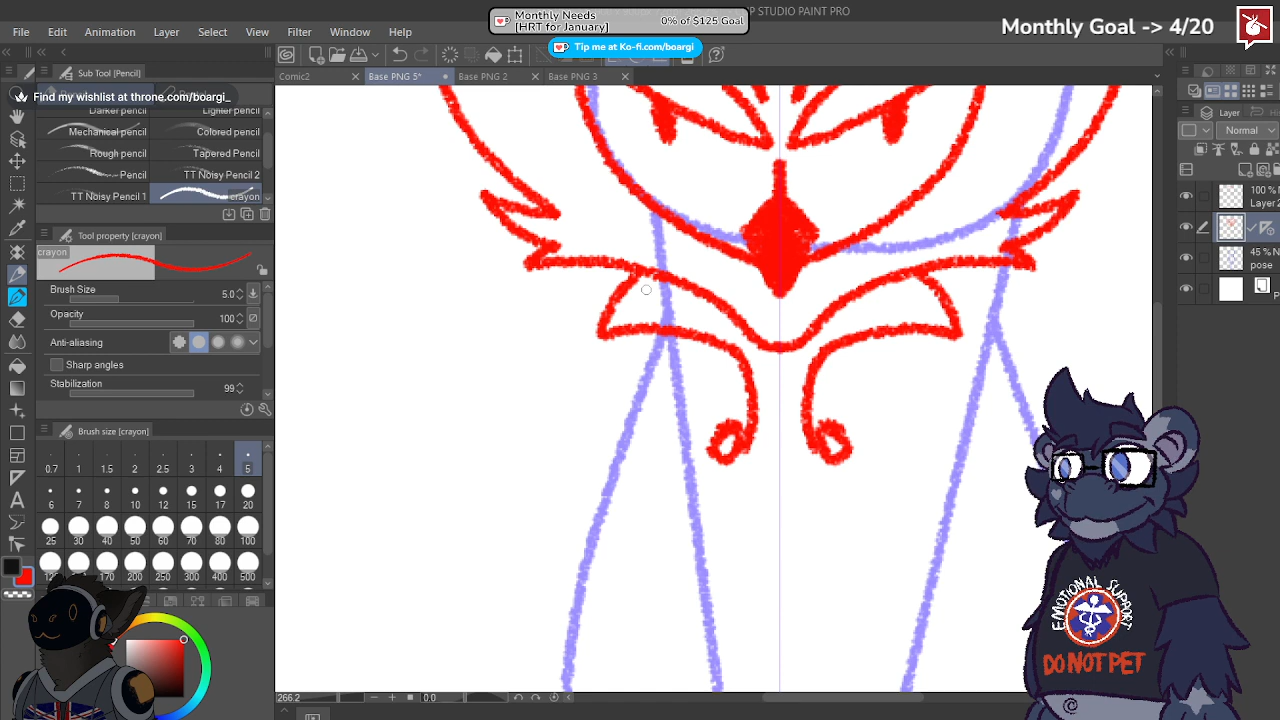 Monthly Needs
[HRT for January]
0% of $125 Goal
Tip me at Ko-fi.com/boargi
STUDIO PAINT PRO
Monthly Goal -> 4/20
File Edit Animation Layer Select View Filter Window Help
Sub Tool [Pencil]
Comic2
Base PNG 5*
Base PNG 2
Base PNG 3
Find my wishlist at throne.com/boargi_
Darker pencil
Lighter pencil
Mechanical pencil
Colored pencil
Rough pencil
Tapered Pencil
Pencil
TT Noisy Pencil 2
TT Noisy Pencil 1
crayon
Tool property [crayon]
crayon
Brush Size 5.0
Opacity 100
Anti-aliasing
Sharp angles
Stabilization 99
Brush size [crayon]
0.7 1 1.5 2 2.5 3 4 5
6 7 8 10 12 15 17 20
25 30 40 50 60 70 80 100
170 200 250 300 400 500
Layer
Normal
100 %
Layer 2
45 %
pose
266.2
0.0
EMOTIONAL SUPPORT
DO NOT PET